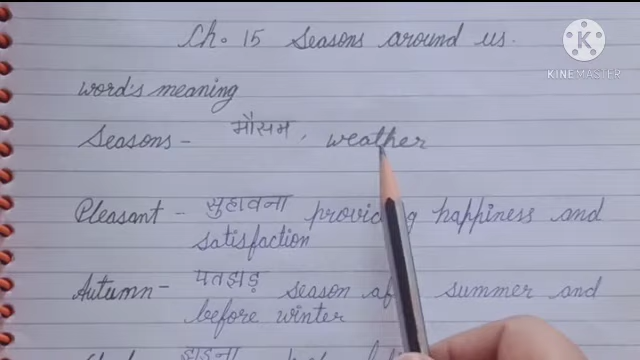 Ch. 15 Seasons around us.
KINEMASTER
word's meaning
Seasons - मौसम, weather
Pleasant - सुहावना providing happiness and
satisfaction
Autumn - पतझड़ season summer and
before winter